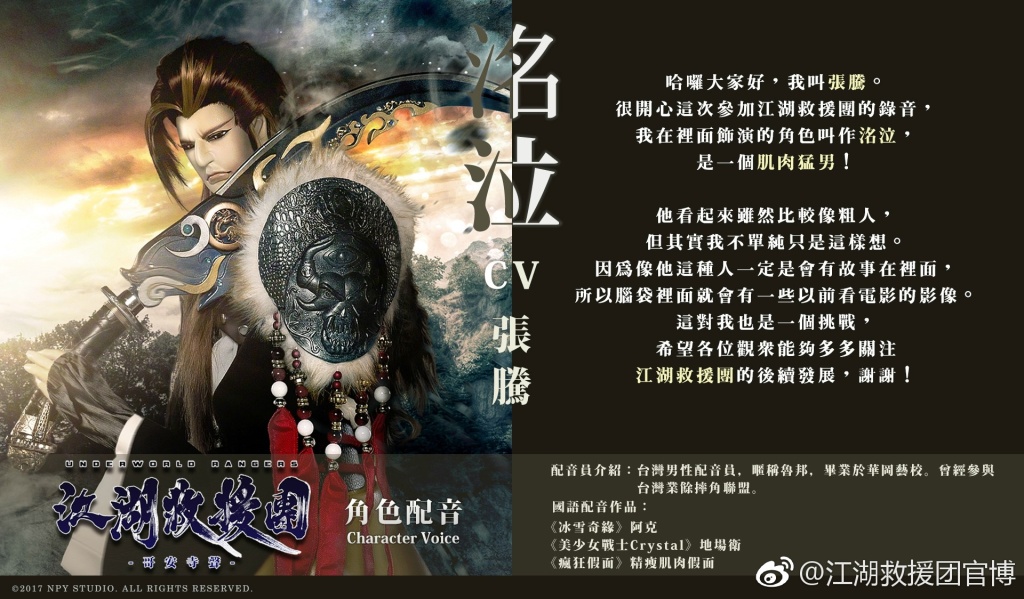 洺泣
CV
張騰
哈囉大家好，我叫張騰。
很開心這次參加江湖救援團的錄音，
我在裡面飾演的角色叫作洺泣，
是一個肌肉猛男！
他看起來雖然比較像粗人，
但其實我不單純只是這樣想。
因爲像他這種人一定是會有故事在裡面，
所以腦袋裡面就會有一些以前看電影的影像。
這對我也是一個挑戰，
希望各位觀衆能夠多多關注
江湖救援團的後續發展，謝謝！
UNDERWORLD RANGERS
江湖救援團
-哥安寺聲-
角色配音
Character Voice
配音員介紹：台灣男性配音員，暱稱魯邦，畢業於華岡藝校。曾經參與
台灣業餘摔角聯盟。
國語配音作品：
《冰雪奇緣》阿克
《美少女戰士Crystal》地場衛
《瘋狂假面》精瘦肌肉假面
©2017 NPY STUDIO. ALL RIGHTS RESERVED.
@江湖救援团官博